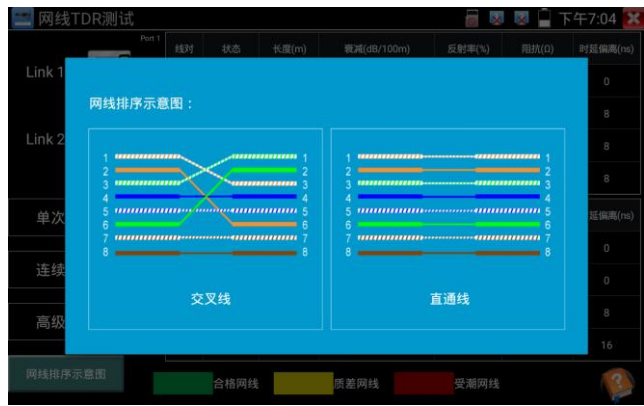 网线TDR测试
下午7:04
Port 1
线对 状态 长度(m) 衰减(dB/100m) 反射率(%) 阻抗(Ω) 时延偏离(ns)
Link 1
0
8
Link 2
8
8
网线排序示意图：
1 1
2 2
3 3
4 4
5 5
6 6
7 7
8 8
交叉线
1 1
2 2
3 3
4 4
5 5
6 6
7 7
8 8
直通线
单次
延偏离(ns)
0
连续
0
高级
8
16
网线排序示意图
合格网线
质差网线
受潮网线